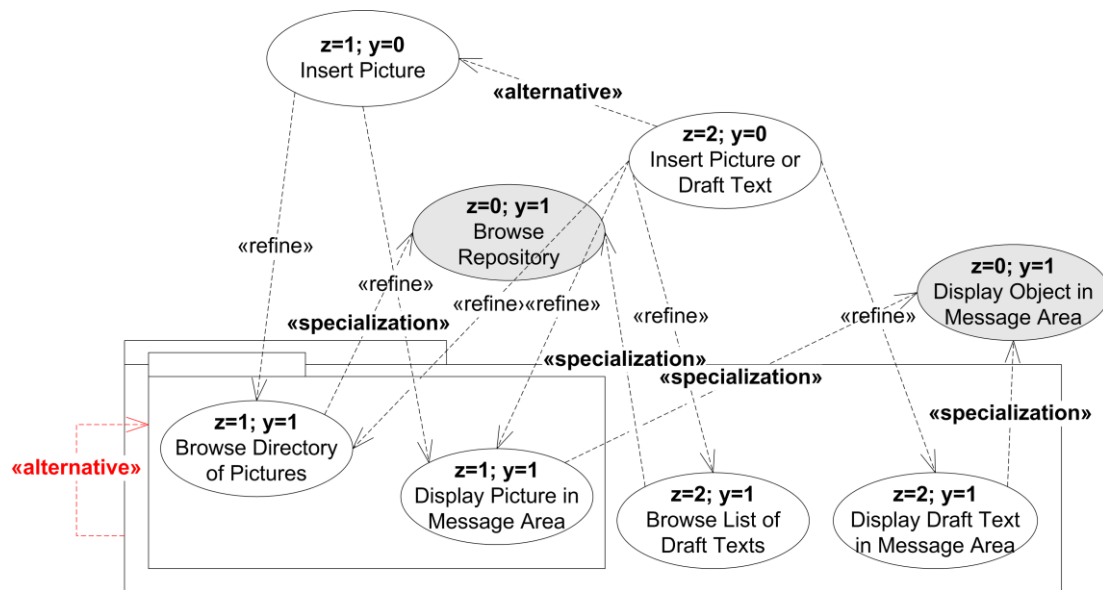 z=1; y=0
Insert Picture
«alternative»
z=2; y=0
Insert Picture or
Draft Text
z=0; y=1
Browse
Repository
«refine»
«refine»
«refine»
«refine»
«refine»
«refine»
z=0; y=1
Display Object in
Message Area
«specialization»
«specialization»
«specialization»
«specialization»
«alternative»
z=1; y=1
Browse Directory
of Pictures
z=1; y=1
Display Picture in
Message Area
z=2; y=1
Browse List of
Draft Texts
z=2; y=1
Display Draft Text
in Message Area